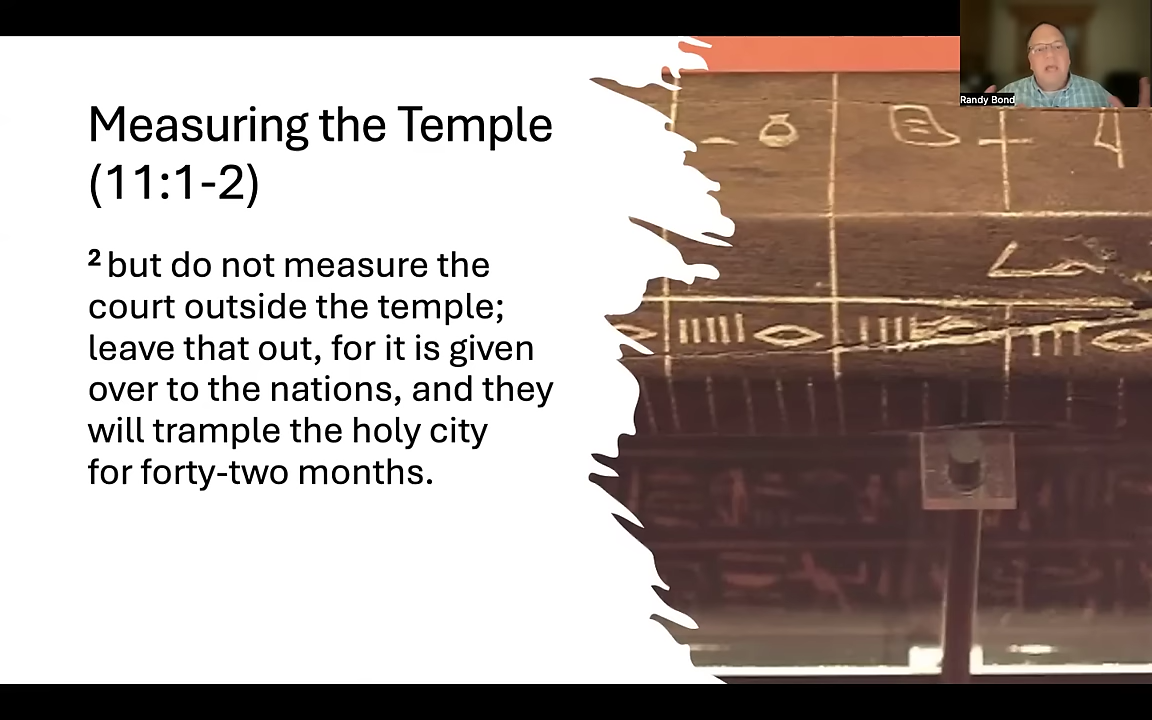 Randy Bond
Measuring the Temple
(11:1-2)
² but do not measure the
court outside the temple;
leave that out, for it is given
over to the nations, and they
will trample the holy city
for forty-two months.